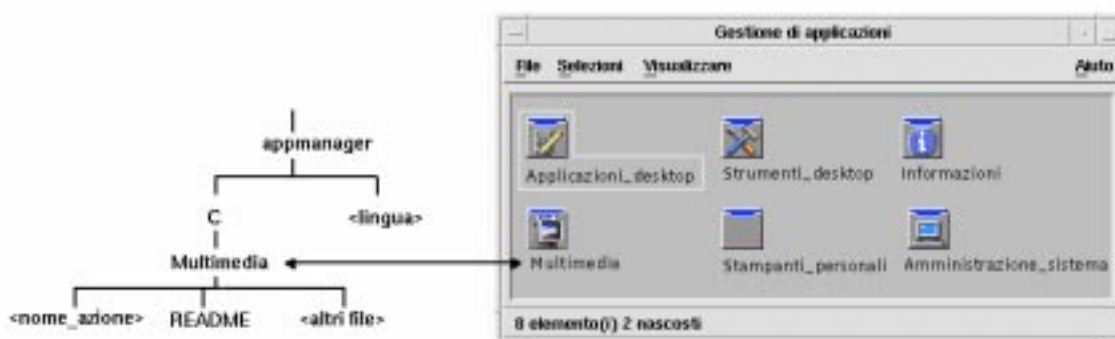 appmanager
C
<lingua>
Multimedia
<nome_azione>
README
<altri file>
Gestione di applicazioni
File Selezioni Visualizzare Aiuto
Applicazioni_desktop
Strumenti_desktop
Informazioni
Multimedia
Stampanti_personali
Amministrazione_sistema
8 elemento(i) 2 nascosti